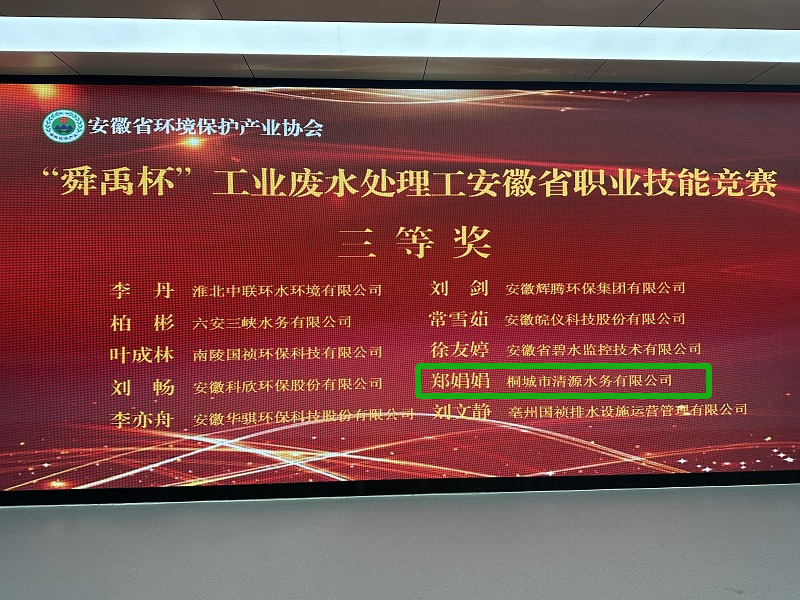 安徽省环境保护产业协会
“舜禹杯”工业废水处理工安徽省职业技能竞赛
三等奖
李 丹 淮北中联环水环境有限公司
刘 剑 安徽辉腾环保集团有限公司
柏 彬 六安三峡水务有限公司
常雪茹 安徽皖仪科技股份有限公司
叶成林 南陵国祯环保科技有限公司
徐友婷 安徽省碧水监控技术有限公司
刘 畅 安徽科欣环保股份有限公司
郑娟娟 桐城市清源水务有限公司
李亦舟 安徽华骐环保科技股份有限公司
刘文静 亳州国祯排水设施运营管理有限公司